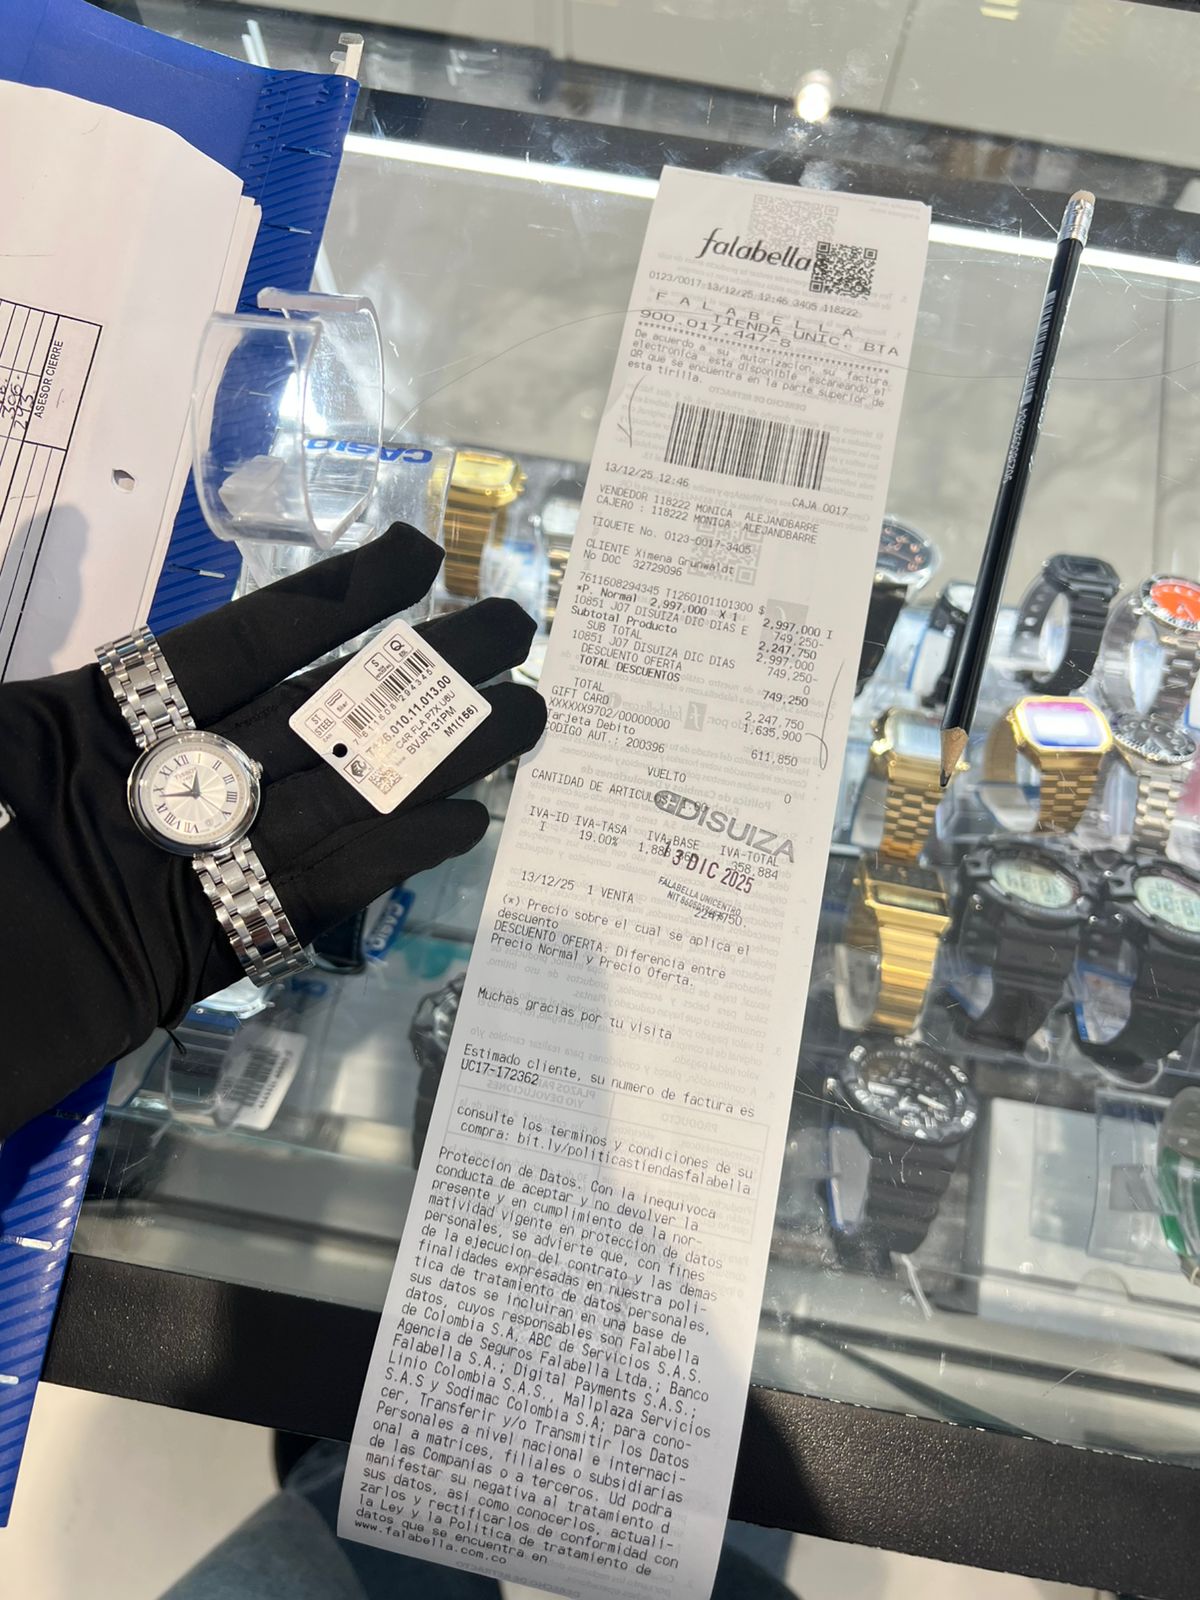 falabella
0123/0017 13/12/25 12:46 3405 118222
F A L A B E L L A
TIENDA UNIC. BTA
900.017.447-8
De acuerdo a su autorización, su factura
electronica esta disponible escaneando el
QR que se encuentra en la parte superior de
esta tirilla.
13/12/25 12:46 CAJA 0017
VENDEDOR 118222 MONICA ALEJANDBARRE
CAJERO : 118222 MONICA ALEJANDBARRE
TIQUETE No. 0123-0017-3405
CLIENTE Ximena Grunwaldt
No DOC 32729096
7611608294345 T1260101101300 $ 2,997.000 I
*P. Normal 2,997.000 X 1
10851 J07 DISUIZA DIC DIAS E 749,250-
Subtotal Producto 2,247.750
SUB TOTAL 2,997.000
10851 J07 DISUIZA DIC DIAS 749,250-
DESCUENTO OFERTA 0
TOTAL DESCUENTOS 749,250
TOTAL 2,247.750
GIFT CARD 1,635.900
XXXXXX9702/00000000
Tarjeta Debito 611,850
CODIGO AUT.: 200396
VUELTO 0
CANTIDAD DE ARTICULOS
DISUIZA
IVA-ID IVA-TASA IVA-BASE IVA-TOTAL
I 19.00% 358,884
13 DIC 2025
FALABELLA UNICENTRO
13/12/25 1 VENTA
(*) Precio sobre el cual se aplica el
descuento
DESCUENTO OFERTA: Diferencia entre
Precio Normal y Precio Oferta.
Muchas gracias por tu visita
Estimado cliente, su numero de factura es
UC17-172362
consulte los terminos y condiciones de su
compra: bit.ly/politicastiendasfalabella
Protección de Datos. Con la inequivoca
conducta de aceptar y no devolver la
presente y en cumplimiento de la nor-
matividad vigente en protección de datos
personales, se advierte que, con fines
de la ejecucion del contrato y las demas
finalidades expresadas en nuestra poli-
tica de tratamiento de datos personales,
sus datos se incluiran en una base de
datos, cuyos responsables son Falabella
de Colombia S.A, ABC de Servicios S.A.S.
Agencia de Seguros Falabella Ltda.; Banco
Falabella S.A.; Digital Payments S.A.S.;
Linio Colombia S.A.S., Mallplaza Servicios
S.A.S y Sodimac Colombia S.A; para cono-
cer, Transferir y/o Transmitir los Datos
Personales a nivel nacional e internaci-
onal a matrices, filiales o subsidiarias
de las Companias o a terceros. Ud podra
manifestar su negativa al tratamiento d
sus datos, así como conocerlos, actuali-
zarlos y rectificarlos de conformidad con
la Ley y la Política de tratamiento de
datos que se encuentra en
www.falabella.com.co
ASESOR CIERRE
CASIO
S
ST
STEEL
.010.11.013.00
BVJR131PM
M1(156)